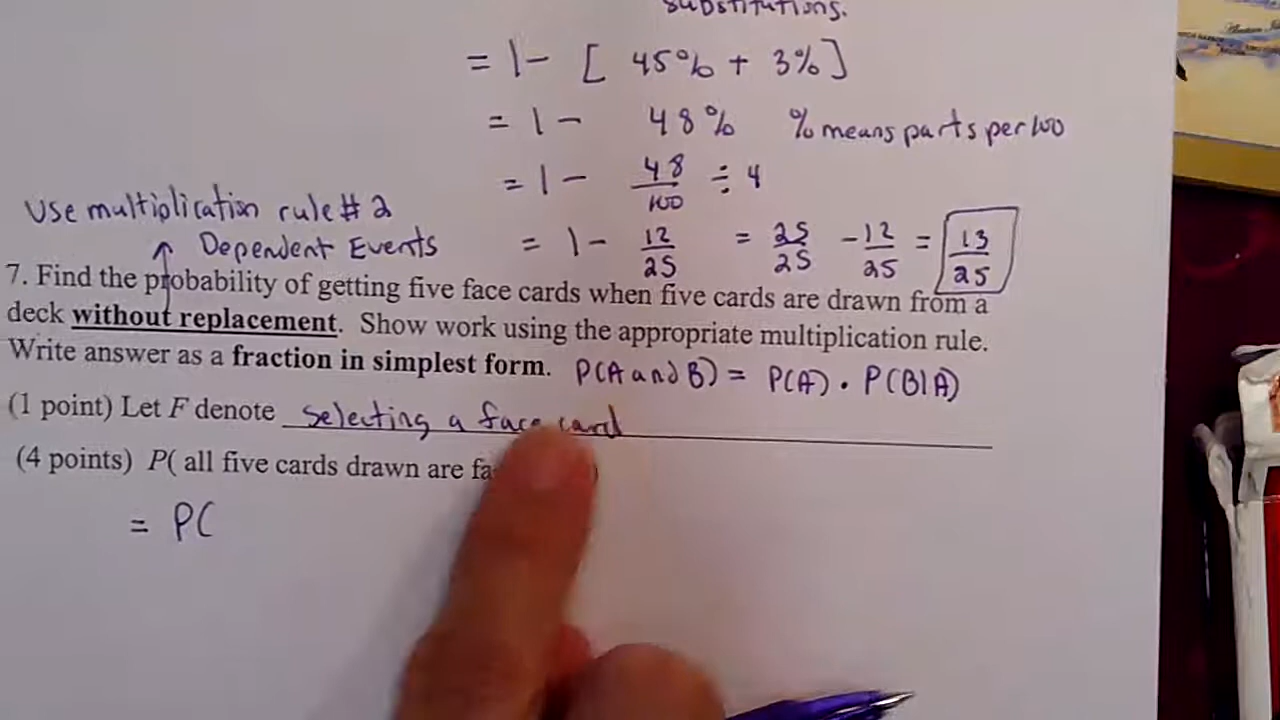 substitutions.
= 1 - [ 45% + 3% ]
= 1 - 48% % means parts per 100
= 1 - 48/100 ÷ 4
Use multiplication rule # 2
Dependent Events
= 1 - 12/25 = 25/25 - 12/25 = 13/25
7. Find the probability of getting five face cards when five cards are drawn from a
deck without replacement. Show work using the appropriate multiplication rule.
Write answer as a fraction in simplest form. P(A and B) = P(A) · P(B|A)
(1 point) Let F denote selecting a face card
(4 points) P( all five cards drawn are )
= P(